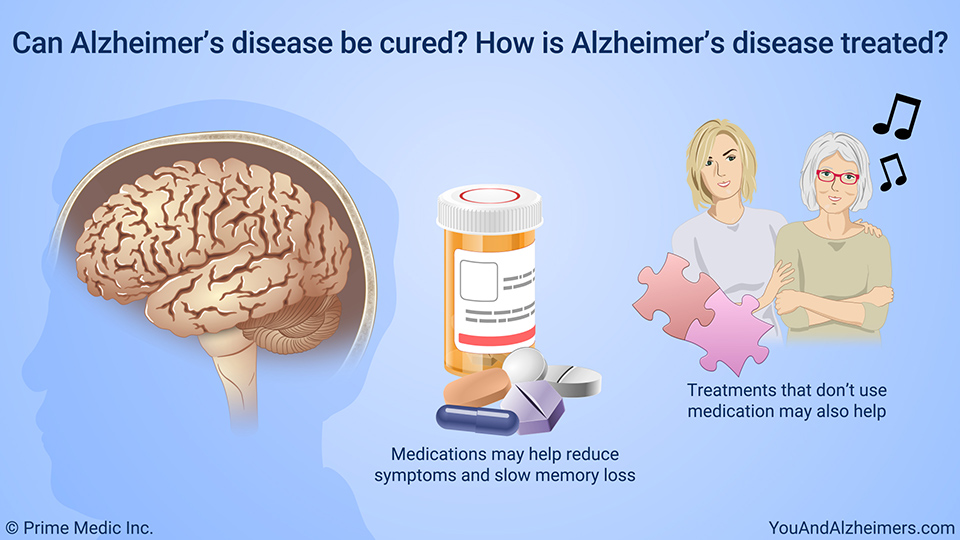 Can Alzheimer’s disease be cured? How is Alzheimer’s disease treated?
Medications may help reduce
symptoms and slow memory loss
Treatments that don’t use
medication may also help
© Prime Medic Inc.
YouAndAlzheimers.com